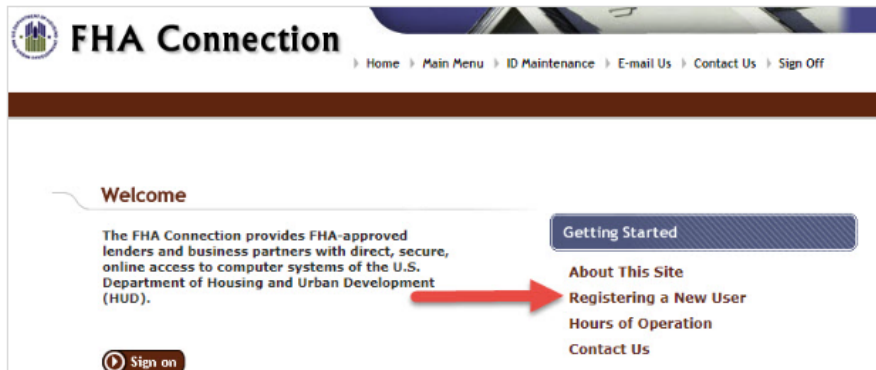 FHA Connection
Home Main Menu ID Maintenance E-mail Us Contact Us Sign Off
Welcome
The FHA Connection provides FHA-approved
lenders and business partners with direct, secure,
online access to computer systems of the U.S.
Department of Housing and Urban Development
(HUD).
Sign on
Getting Started
About This Site
Registering a New User
Hours of Operation
Contact Us